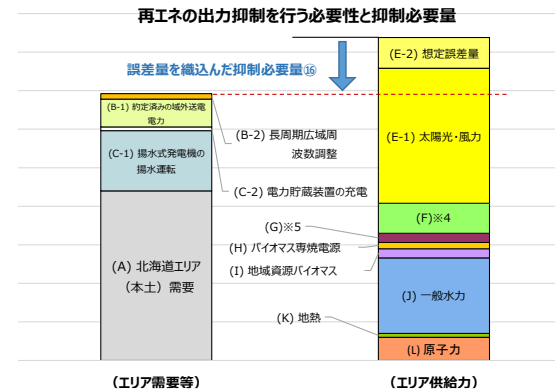 再エネの出力抑制を行う必要性と抑制必要量
誤差量を織込んだ抑制必要量⑯
(B-1) 約定済みの域外送電
電力
(C-1) 揚水式発電機の
揚水運転
(A) 北海道エリア
（本土）需要
(B-2) 長周期広域周
波数調整
(C-2) 電力貯蔵装置の充電
(G)※5
(H) バイオマス専焼電源
(I) 地域資源バイオマス
(K) 地熱
(E-2) 想定誤差量
(E-1) 太陽光・風力
(F)※4
(J) 一般水力
(L) 原子力
(エリア需要等)
(エリア供給力)